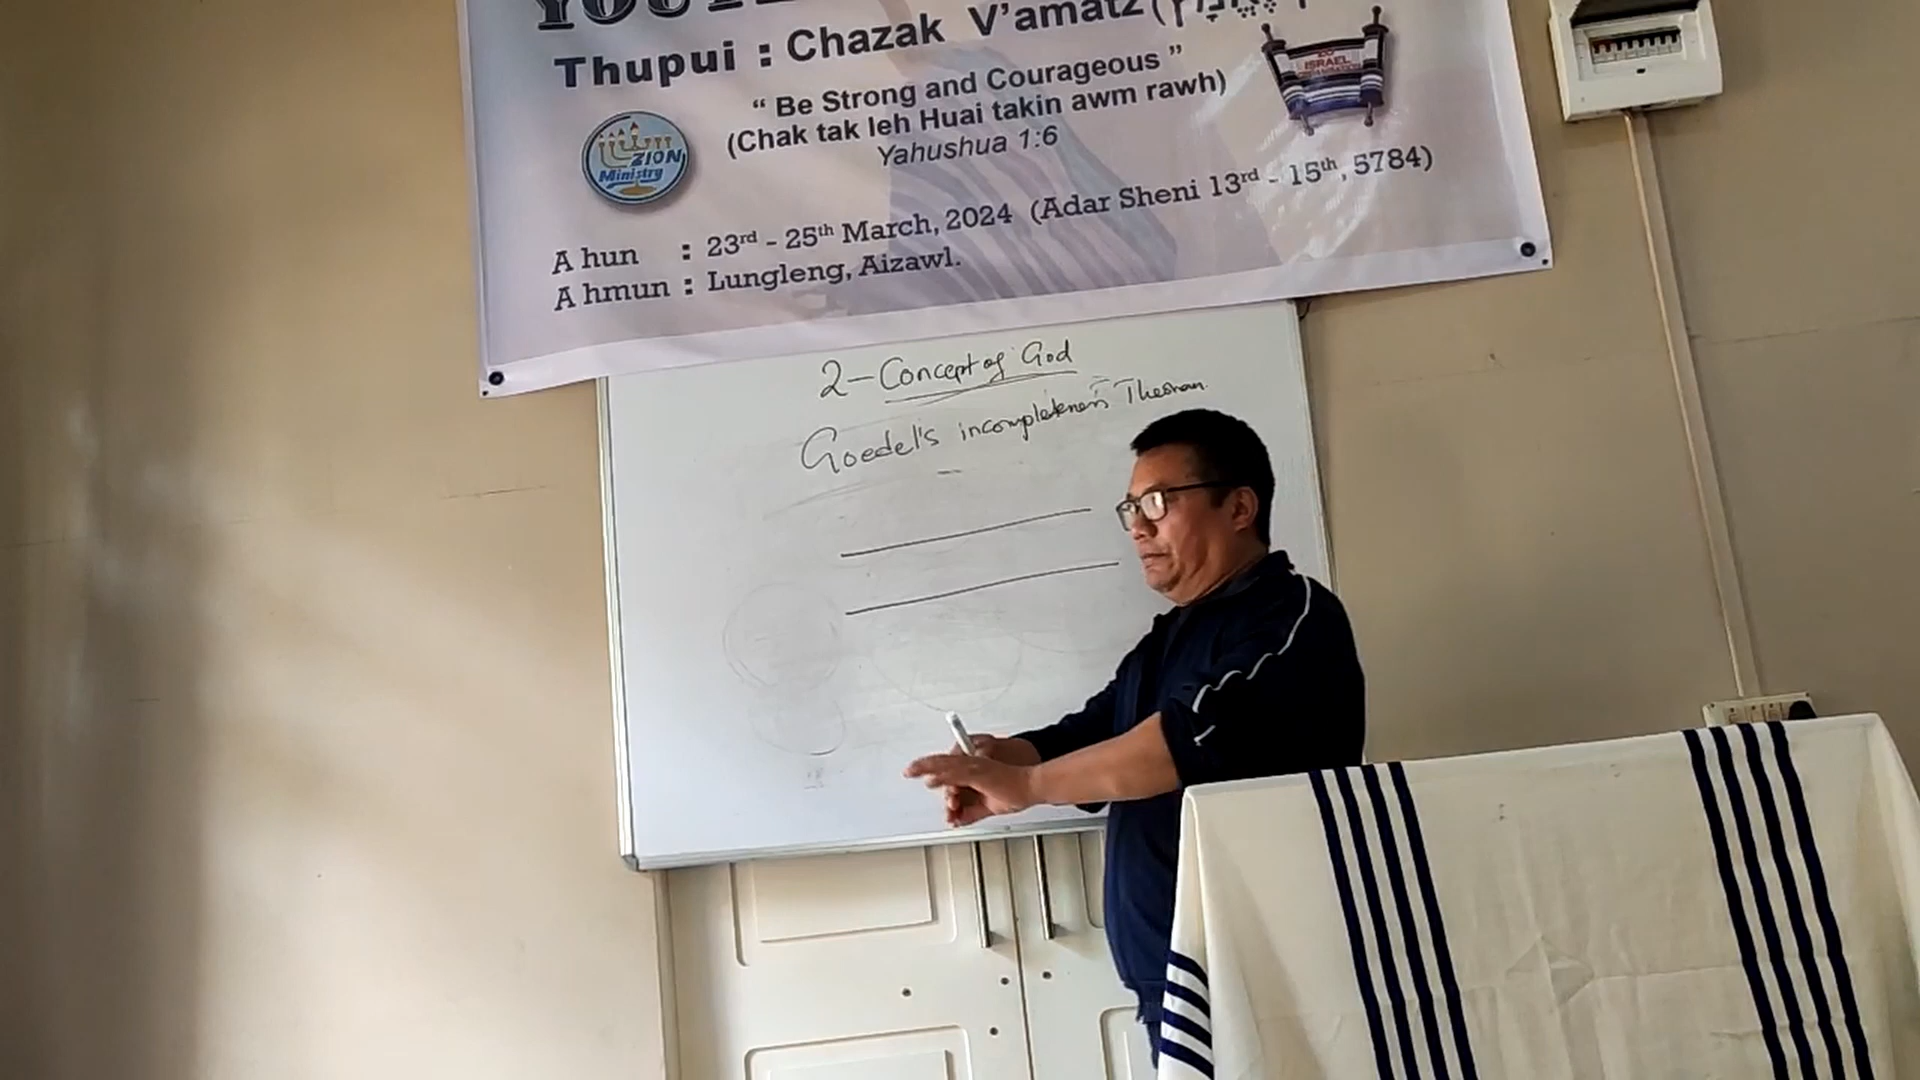 Thupui : Chazak V'amatz
" Be Strong and Courageous "
(Chak tak leh Huai takin awm rawh)
Yahushua 1:6
ISRAEL
ZION
Ministry
A hun : 23rd - 25th March, 2024 (Adar Sheni 13rd - 15th, 5784)
A hmun : Lungleng, Aizawl.
2-Concept of God
Goedel's incompleteness Theorem.